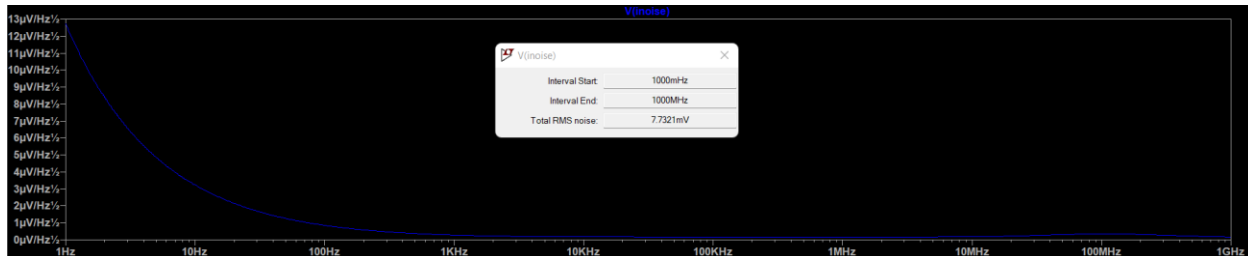 V(inoise)
13µV/Hz½
12µV/Hz½
11µV/Hz½
10µV/Hz½
9µV/Hz½
8µV/Hz½
7µV/Hz½
6µV/Hz½
5µV/Hz½
4µV/Hz½
3µV/Hz½
2µV/Hz½
1µV/Hz½
0µV/Hz½
V(inoise)
Interval Start: 1000mHz
Interval End: 1000MHz
Total RMS noise: 7.7321mV
1Hz 10Hz 100Hz 1KHz 10KHz 100KHz 1MHz 10MHz 100MHz 1GHz